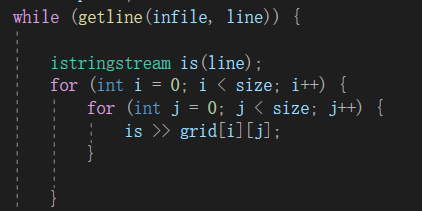 while (getline(infile, line)) {
istringstream is(line);
for (int i = 0; i < size; i++) {
for (int j = 0; j < size; j++) {
is >> grid[i][j];
}
}